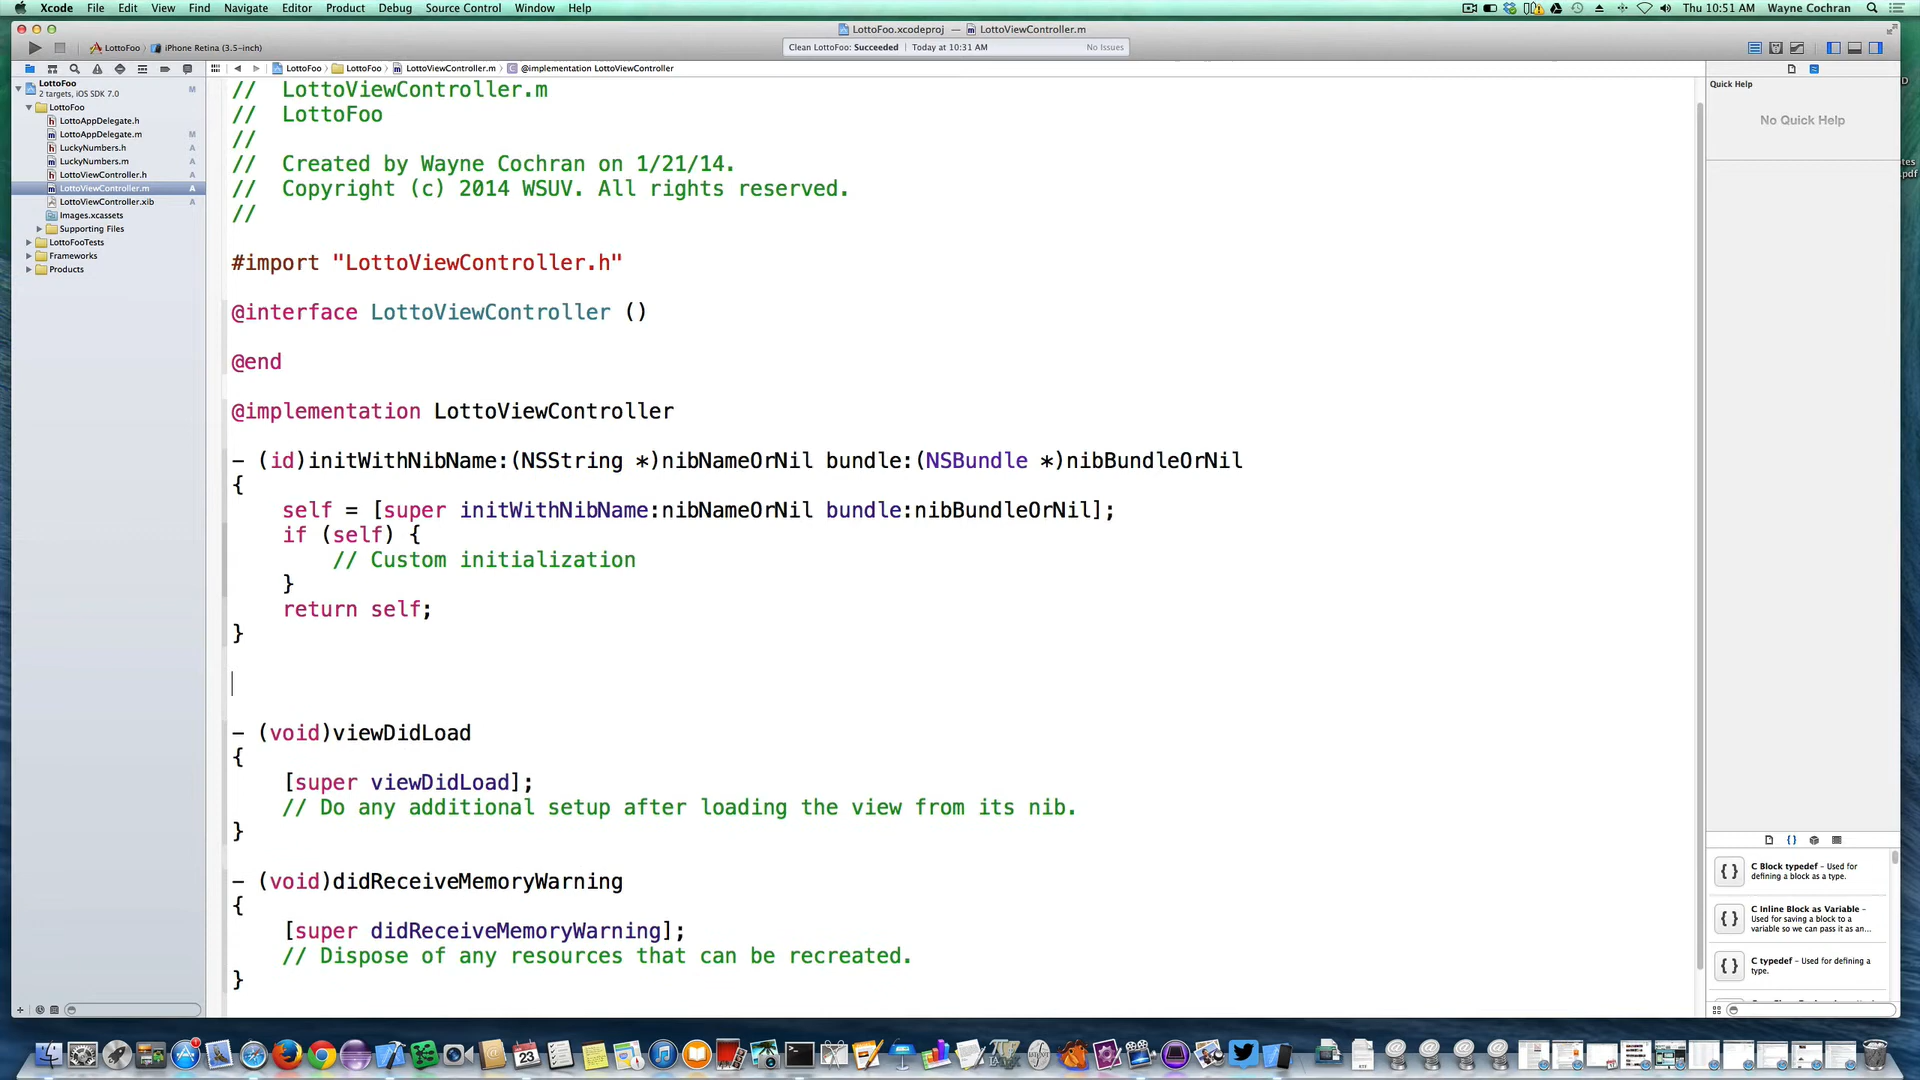 Xcode File Edit View Find Navigate Editor Product Debug Source Control Window Help Thu 10:51 AM Wayne Cochran
LottoFoo.xcodeproj — LottoViewController.m
LottoFoo iPhone Retina (3.5-inch)
Clean LottoFoo: Succeeded Today at 10:31 AM No Issues
LottoFoo LottoFoo LottoViewController.m @implementation LottoViewController
LottoFoo
2 targets, iOS SDK 7.0 M
LottoFoo
LottoAppDelegate.h
LottoAppDelegate.m M
LuckyNumbers.h A
LuckyNumbers.m A
LottoViewController.h A
LottoViewController.m A
LottoViewController.xib A
Images.xcassets
Supporting Files
LottoFooTests
Frameworks
Products
// LottoViewController.m
// LottoFoo
//
// Created by Wayne Cochran on 1/21/14.
// Copyright (c) 2014 WSUV. All rights reserved.
//
#import "LottoViewController.h"
@interface LottoViewController ()
@end
@implementation LottoViewController
- (id)initWithNibName:(NSString *)nibNameOrNil bundle:(NSBundle *)nibBundleOrNil
{
self = [super initWithNibName:nibNameOrNil bundle:nibBundleOrNil];
if (self) {
// Custom initialization
}
return self;
}
- (void)viewDidLoad
{
[super viewDidLoad];
// Do any additional setup after loading the view from its nib.
}
- (void)didReceiveMemoryWarning
{
[super didReceiveMemoryWarning];
// Dispose of any resources that can be recreated.
}
Quick Help
No Quick Help
{ }
{ } C Block typedef – Used for
defining a block as a type.
{ } C Inline Block as Variable –
Used for saving a block to a
variable so we can pass it as an...
{ } C typedef – Used for defining a
type.
.pdf
23